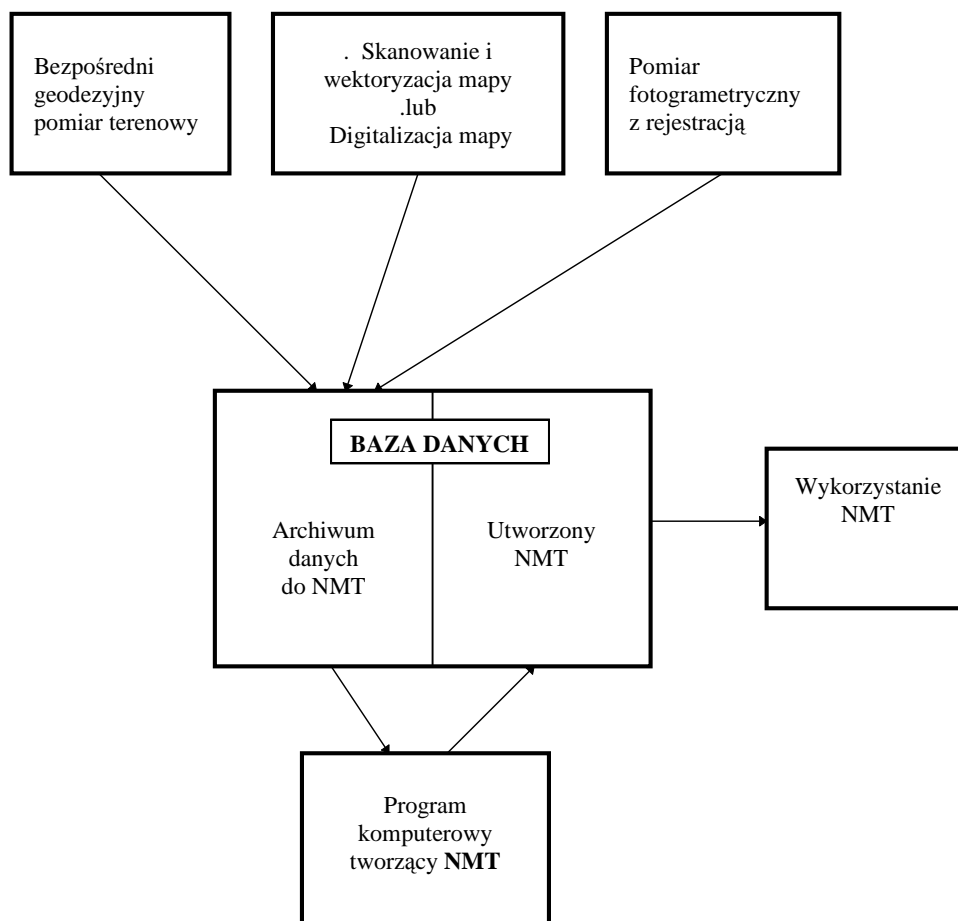 Bezpośredni
geodezyjny
pomiar terenowy
. Skanowanie i
wektoryzacja mapy
.lub
Digitalizacja mapy
Pomiar
fotogrametryczny
z rejestracją
BAZA DANYCH
Archiwum
danych
do NMT
Utworzony
NMT
Wykorzystanie
NMT
Program
komputerowy
tworzący NMT